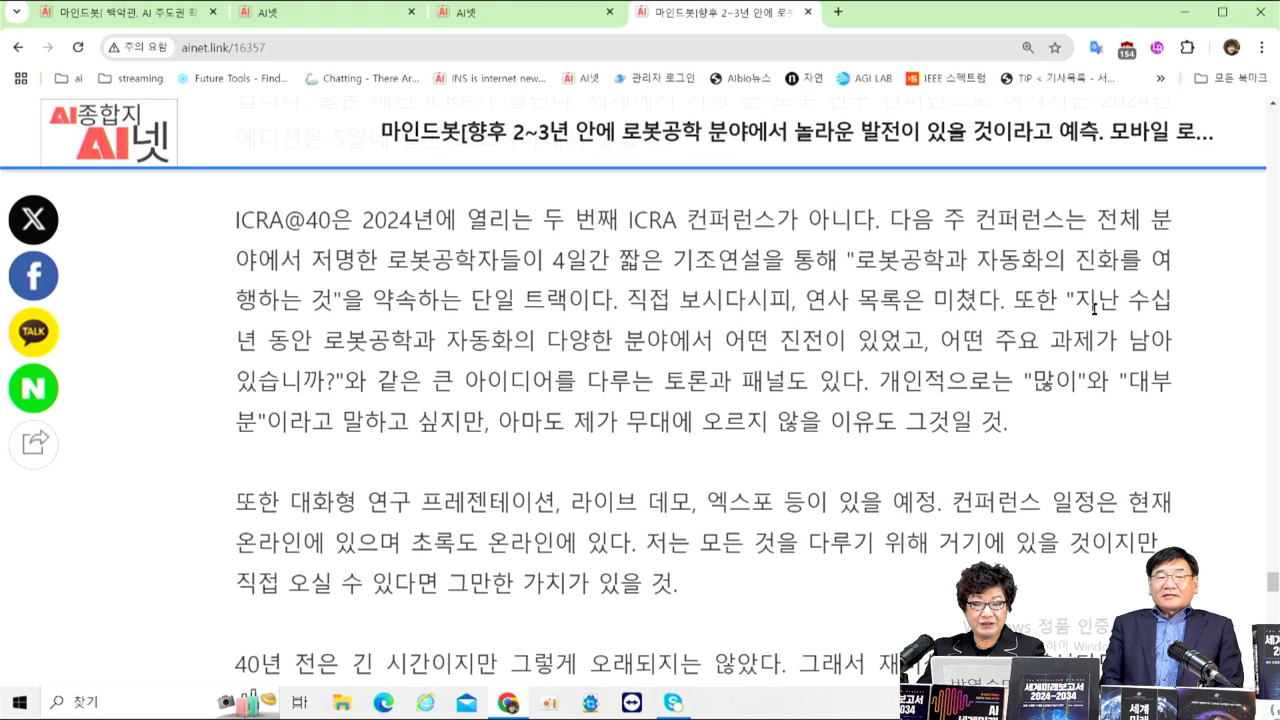 마인드봇[ 백악관, AI 주도권 확
AI넷
AI넷
마인드봇[향후 2~3년 안에 로봇
주의 요함
ainet.link/16357
154
ai
streaming
Future Tools - Find...
Chatting - There Ar...
INS is internet new...
AI넷
관리자 로그인
AIbio뉴스
자연
AGI LAB
IEEE 스펙트럼
TIP < 기사목록 - 서...
»
모든 북마크
AI종합지
AI넷
마인드봇[향후 2~3년 안에 로봇공학 분야에서 놀라운 발전이 있을 것이라고 예측. 모바일 로...
ICRA@40은 2024년에 열리는 두 번째 ICRA 컨퍼런스가 아니다. 다음 주 컨퍼런스는 전체 분
야에서 저명한 로봇공학자들이 4일간 짧은 기조연설을 통해 "로봇공학과 자동화의 진화를 여
행하는 것"을 약속하는 단일 트랙이다. 직접 보시다시피, 연사 목록은 미쳤다. 또한 "지난 수십
년 동안 로봇공학과 자동화의 다양한 분야에서 어떤 진전이 있었고, 어떤 주요 과제가 남아
있습니까?"와 같은 큰 아이디어를 다루는 토론과 패널도 있다. 개인적으로는 "많이"와 "대부
분"이라고 말하고 싶지만, 아마도 제가 무대에 오르지 않을 이유도 그것일 것.
TALK
N
또한 대화형 연구 프레젠테이션, 라이브 데모, 엑스포 등이 있을 예정. 컨퍼런스 일정은 현재
온라인에 있으며 초록도 온라인에 있다. 저는 모든 것을 다루기 위해 거기에 있을 것이지만
직접 오실 수 있다면 그만한 가치가 있을 것.
정품 인증
40년 전은 긴 시간이지만 그렇게 오래되지는 않았다. 그래서
찾기
세계미래보고서
2024-2034
AI
세계